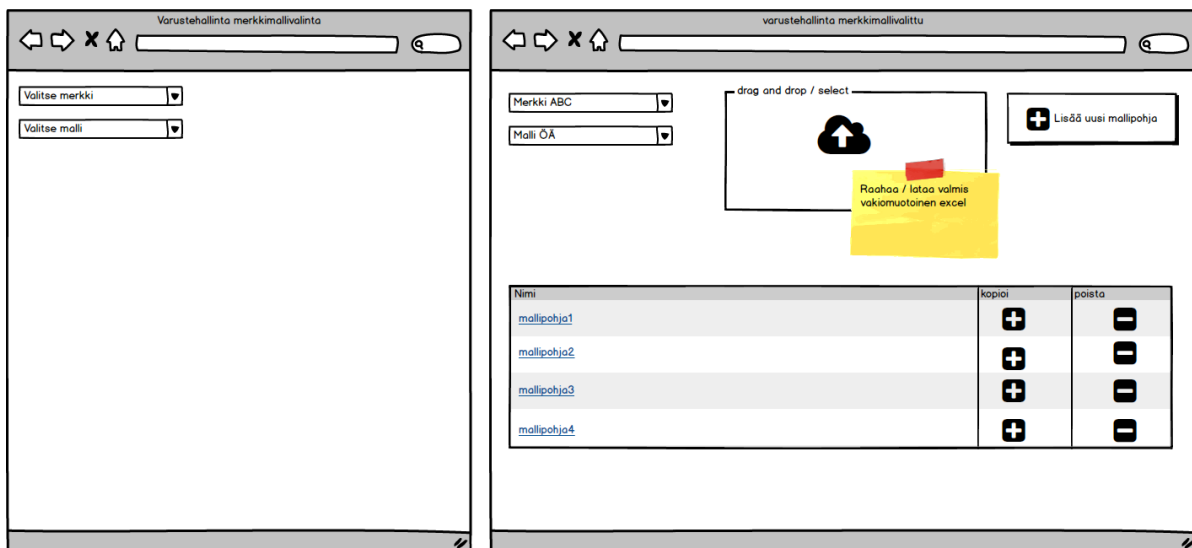 Varustehallinta merkkimallivalinta
Valitse merkki
Valitse malli
varustehallinta merkkimallivalittu
Merkki ABC
Malli ÖÄ
drag and drop / select
Raahaa / lataa valmis
vakiomuotoinen excel
Lisää uusi mallipohja
Nimi kopioi poista
mallipohja1
mallipohja2
mallipohja3
mallipohja4